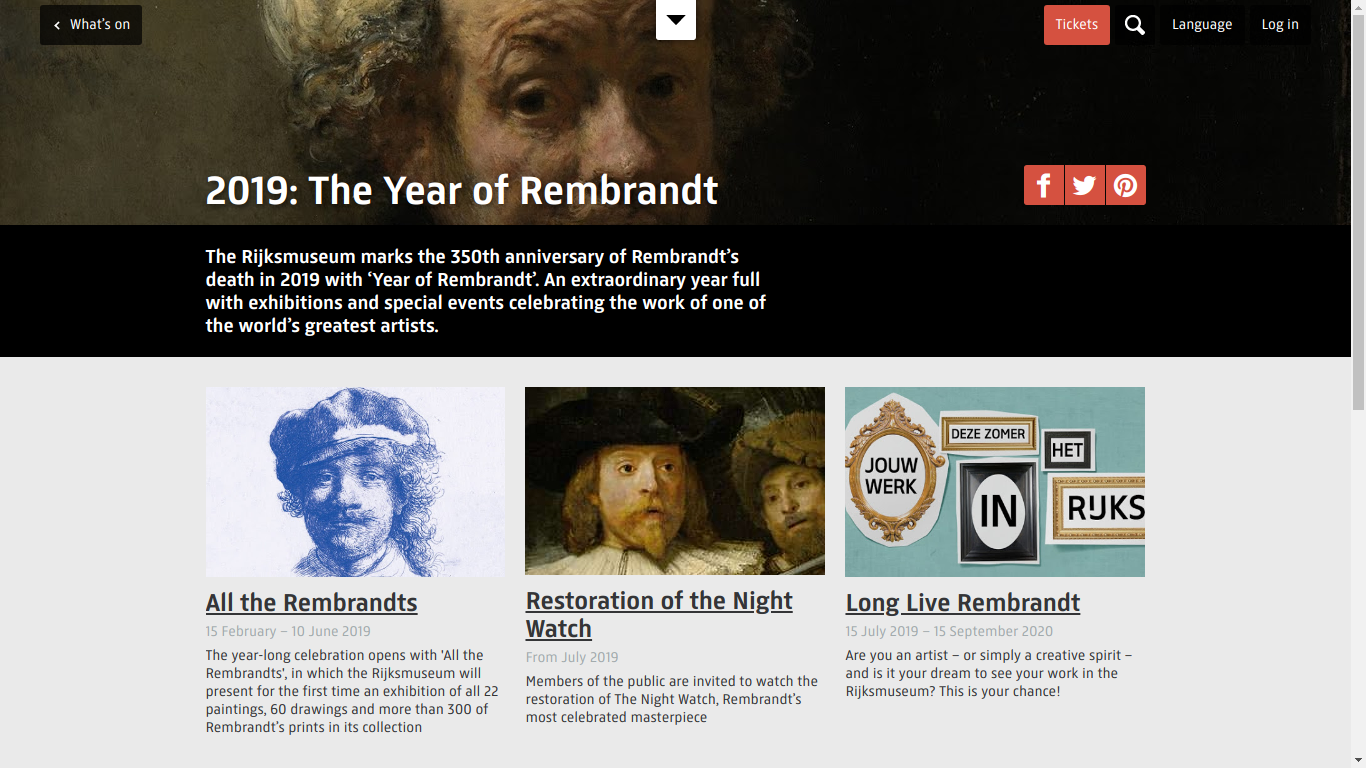 What's on
Tickets
Language
Log in
2019: The Year of Rembrandt
The Rijksmuseum marks the 350th anniversary of Rembrandt's
death in 2019 with ‘Year of Rembrandt’. An extraordinary year full
with exhibitions and special events celebrating the work of one of
the world's greatest artists.
JOUW
WERK
DEZE ZOMER
HET
IN
RIJKS
All the Rembrandts
15 February – 10 June 2019
The year-long celebration opens with 'All the
Rembrandts', in which the Rijksmuseum will
present for the first time an exhibition of all 22
paintings, 60 drawings and more than 300 of
Rembrandt's prints in its collection
Restoration of the Night
Watch
From July 2019
Members of the public are invited to watch the
restoration of The Night Watch, Rembrandt's
most celebrated masterpiece
Long Live Rembrandt
15 July 2019 – 15 September 2020
Are you an artist – or simply a creative spirit –
and is it your dream to see your work in the
Rijksmuseum? This is your chance!